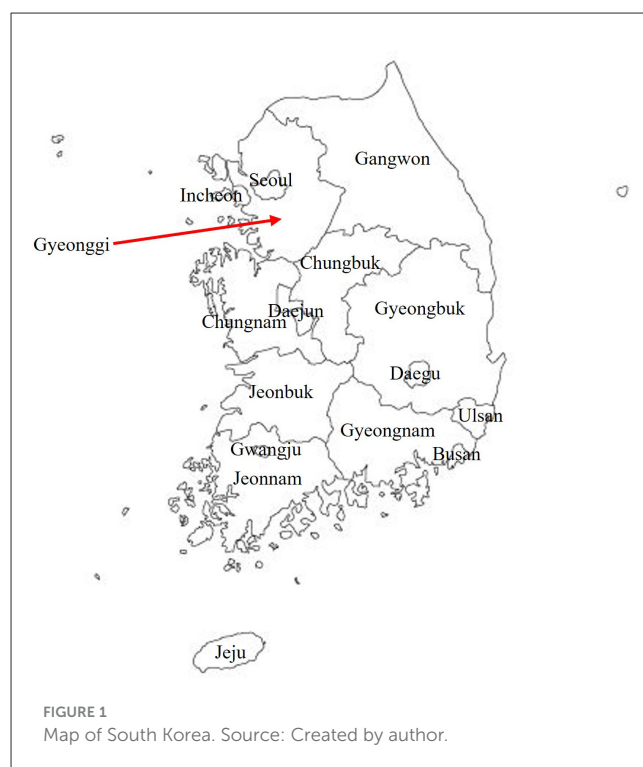 Gangwon
Seoul
Incheon
Gyeonggi
Chungbuk
Chungnam
Daejun
Gyeongbuk
Daegu
Jeonbuk
Ulsan
Gyeongnam
Busan
Gwangju
Jeonnam
Jeju
FIGURE 1
Map of South Korea. Source: Created by author.